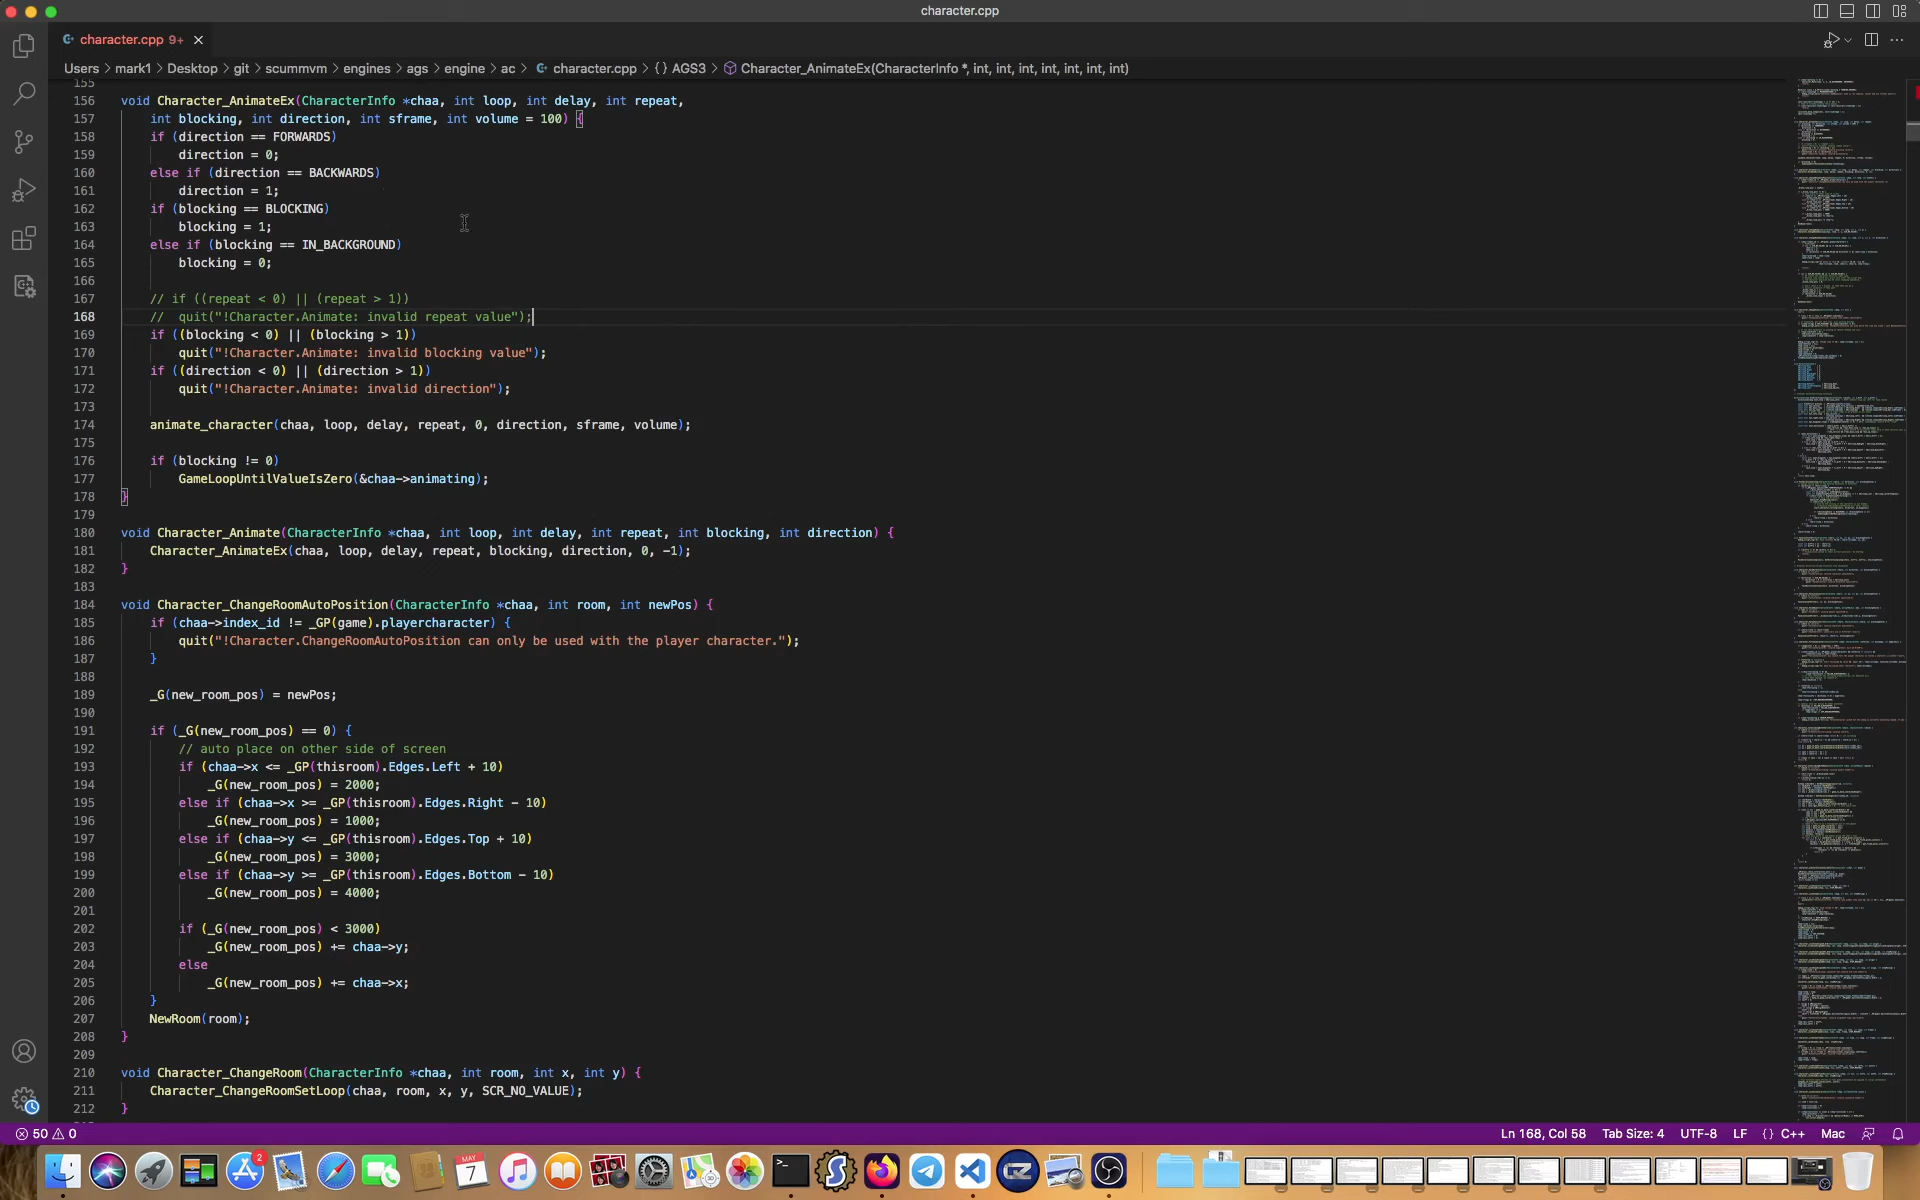 character.cpp
character.cpp 9+
Users > mark1 > Desktop > git > scummvm > engines > ags > engine > ac > character.cpp > {} AGS3 > Character_AnimateEx(CharacterInfo *, int, int, int, int, int, int, int)
155
156 void Character_AnimateEx(CharacterInfo *chaa, int loop, int delay, int repeat,
157 int blocking, int direction, int sframe, int volume = 100) {
158 if (direction == FORWARDS)
159 direction = 0;
160 else if (direction == BACKWARDS)
161 direction = 1;
162 if (blocking == BLOCKING)
163 blocking = 1;
164 else if (blocking == IN_BACKGROUND)
165 blocking = 0;
166
167 // if ((repeat < 0) || (repeat > 1))
168 // quit("!Character.Animate: invalid repeat value");
169 if ((blocking < 0) || (blocking > 1))
170 quit("!Character.Animate: invalid blocking value");
171 if ((direction < 0) || (direction > 1))
172 quit("!Character.Animate: invalid direction");
173
174 animate_character(chaa, loop, delay, repeat, 0, direction, sframe, volume);
175
176 if (blocking != 0)
177 GameLoopUntilValueIsZero(&chaa->animating);
178 }
179
180 void Character_Animate(CharacterInfo *chaa, int loop, int delay, int repeat, int blocking, int direction) {
181 Character_AnimateEx(chaa, loop, delay, repeat, blocking, direction, 0, -1);
182 }
183
184 void Character_ChangeRoomAutoPosition(CharacterInfo *chaa, int room, int newPos) {
185 if (chaa->index_id != _GP(game).playercharacter) {
186 quit("!Character.ChangeRoomAutoPosition can only be used with the player character.");
187 }
188
189 _G(new_room_pos) = newPos;
190
191 if (_G(new_room_pos) == 0) {
192 // auto place on other side of screen
193 if (chaa->x <= _GP(thisroom).Edges.Left + 10)
194 _G(new_room_pos) = 2000;
195 else if (chaa->x >= _GP(thisroom).Edges.Right - 10)
196 _G(new_room_pos) = 1000;
197 else if (chaa->y <= _GP(thisroom).Edges.Top + 10)
198 _G(new_room_pos) = 3000;
199 else if (chaa->y >= _GP(thisroom).Edges.Bottom - 10)
200 _G(new_room_pos) = 4000;
201
202 if (_G(new_room_pos) < 3000)
203 _G(new_room_pos) += chaa->y;
204 else
205 _G(new_room_pos) += chaa->x;
206 }
207 NewRoom(room);
208 }
209
210 void Character_ChangeRoom(CharacterInfo *chaa, int room, int x, int y) {
211 Character_ChangeRoomSetLoop(chaa, room, x, y, SCR_NO_VALUE);
212 }
50 0 Ln 168, Col 58 Tab Size: 4 UTF-8 LF {} C++ Mac
2
MAY
7